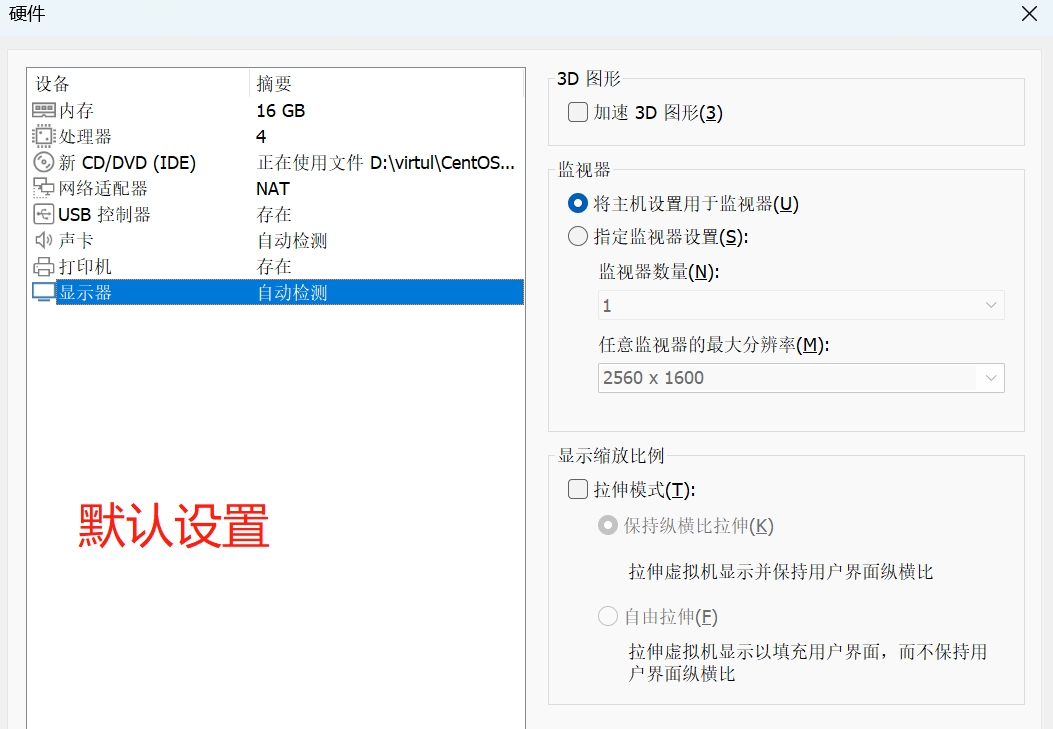 硬件
设备 摘要
内存 16 GB
处理器 4
新 CD/DVD (IDE) 正在使用文件 D:\virtul\CentOS...
网络适配器 NAT
USB 控制器 存在
声卡 自动检测
打印机 存在
显示器 自动检测
默认设置
3D 图形
加速 3D 图形(3)
监视器
将主机设置用于监视器(U)
指定监视器设置(S):
监视器数量(N):
1
任意监视器的最大分辨率(M):
2560 x 1600
显示缩放比例
拉伸模式(T):
保持纵横比拉伸(K)
拉伸虚拟机显示并保持用户界面纵横比
自由拉伸(F)
拉伸虚拟机显示以填充用户界面，而不保持用
户界面纵横比